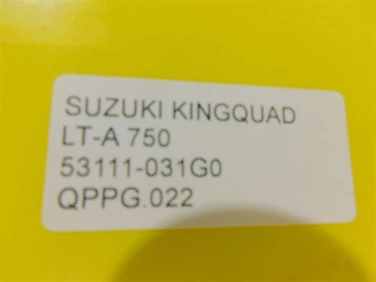 SUZUKI KINGQUAD
LT-A 750
53111-031G0
QPPG.022